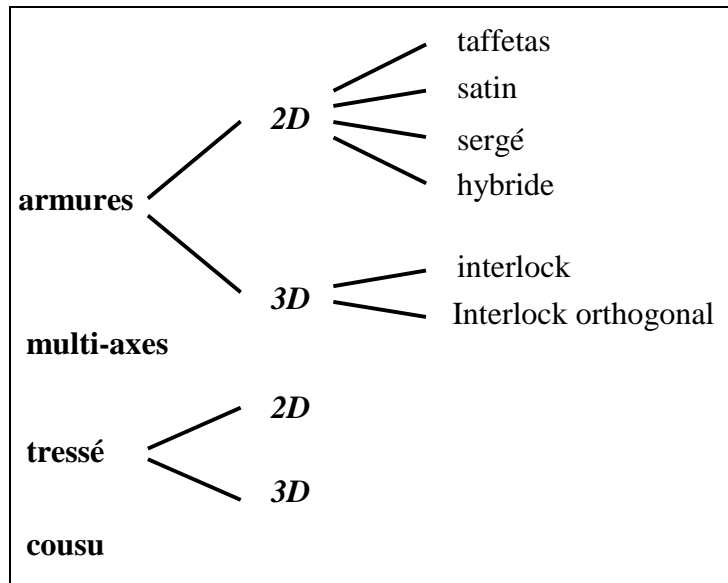 taffetas
satin
2D
sergé
hybride
armures
interlock
3D
Interlock orthogonal
multi-axes
2D
tressé
3D
cousu